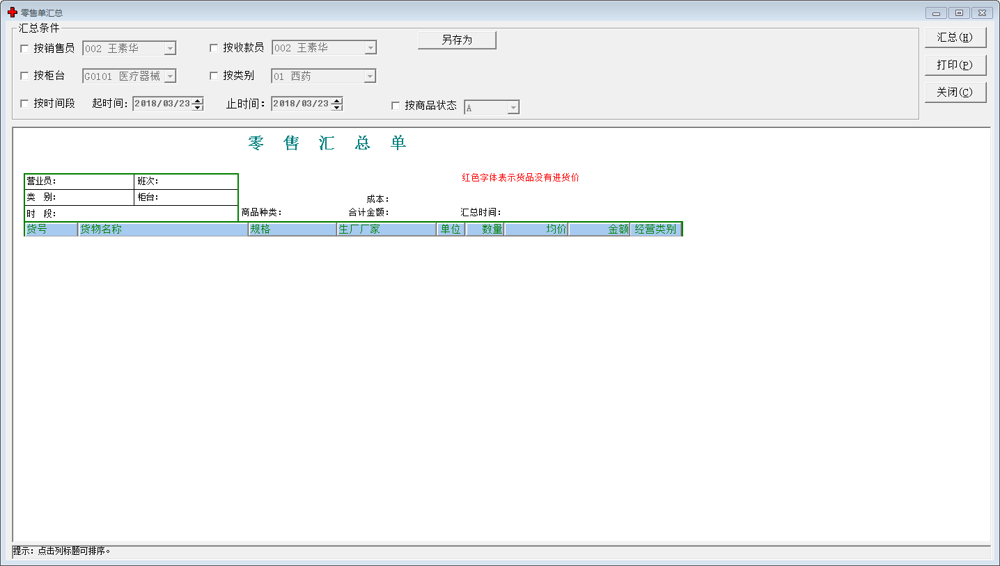 零售单汇总
汇总条件
按销售员 002 王素华 按收款员 002 王素华 另存为 汇总(H)
按柜台 G0101 医疗器械 按类别 01 西药 打印(P)
按时间段 起时间: 2018/03/23 止时间: 2018/03/23 按商品状态 A 关闭(C)
零 售 汇 总 单
营业员: 班次: 红色字体表示货品没有进货价
类 别: 柜台: 成本:
时 段: 商品种类: 合计金额: 汇总时间:
货号 货物名称 规格 生厂厂家 单位 数量 均价 金额 经营类别
提示: 点击列标题可排序。